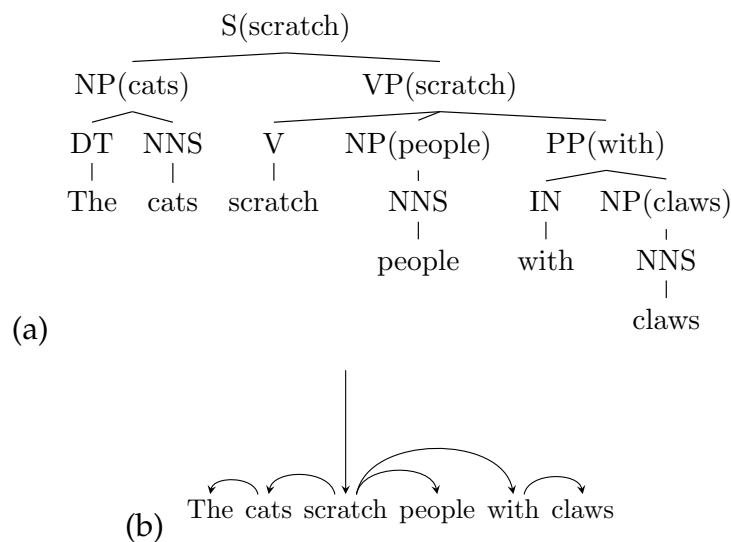 S(scratch)
NP(cats) VP(scratch)
DT NNS V NP(people) PP(with)
The cats scratch NNS IN NP(claws)
people with NNS
claws
(a)
The cats scratch people with claws
(b)